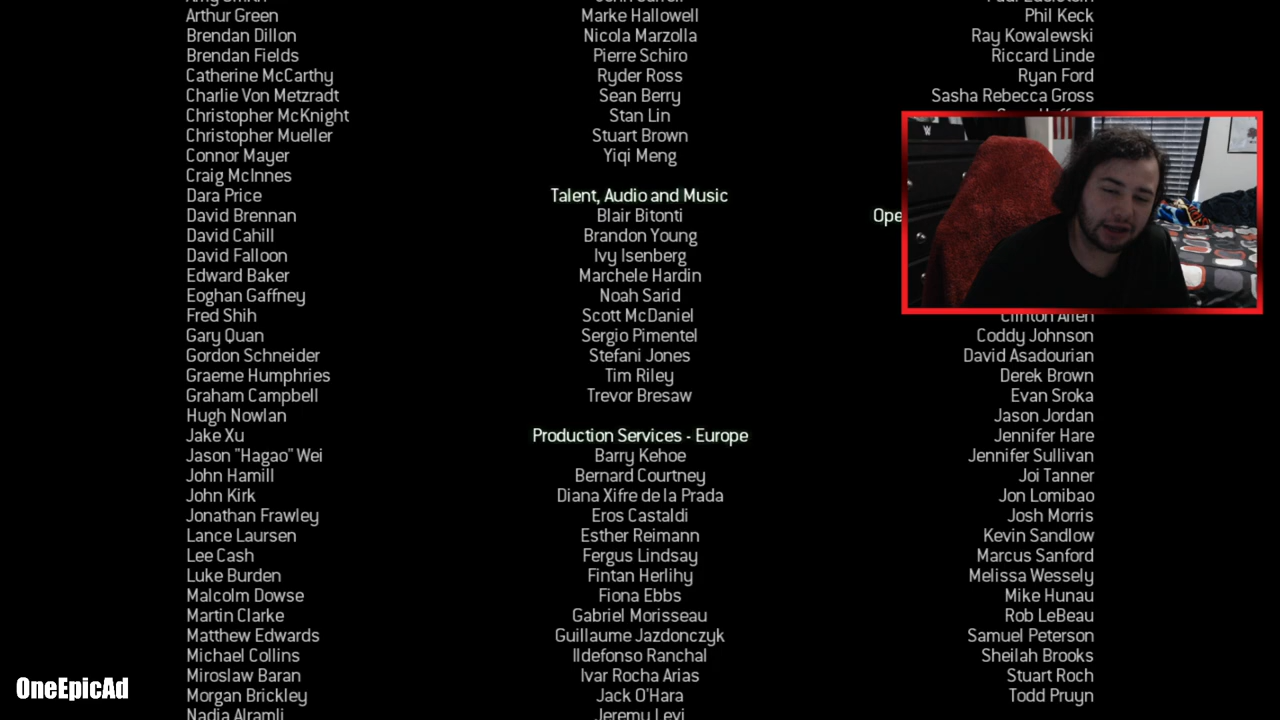 Arthur Green
Brendan Dillon
Brendan Fields
Catherine McCarthy
Charlie Von Metzradt
Christopher McKnight
Christopher Mueller
Connor Mayer
Craig McInnes
Dara Price
David Brennan
David Cahill
David Falloon
Edward Baker
Eoghan Gaffney
Fred Shih
Gary Quan
Gordon Schneider
Graeme Humphries
Graham Campbell
Hugh Nowlan
Jake Xu
Jason "Hagao" Wei
John Hamill
John Kirk
Jonathan Frawley
Lance Laursen
Lee Cash
Luke Burden
Malcolm Dowse
Martin Clarke
Matthew Edwards
Michael Collins
Miroslaw Baran
Morgan Brickley
Nadia Alramli
Marke Hallowell
Nicola Marzolla
Pierre Schiro
Ryder Ross
Sean Berry
Stan Lin
Stuart Brown
Yiqi Meng
Talent, Audio and Music
Blair Bitonti
Brandon Young
Ivy Isenberg
Marchele Hardin
Noah Sarid
Scott McDaniel
Sergio Pimentel
Stefani Jones
Tim Riley
Trevor Bresaw
Production Services - Europe
Barry Kehoe
Bernard Courtney
Diana Xifre de la Prada
Eros Castaldi
Esther Reimann
Fergus Lindsay
Fintan Herlihy
Fiona Ebbs
Gabriel Morisseau
Guillaume Jazdonczyk
Ildefonso Ranchal
Ivar Rocha Arias
Jack O'Hara
Jeremy Levi
Phil Keck
Ray Kowalewski
Riccard Linde
Ryan Ford
Sasha Rebecca Gross
Ope
Clinton Allen
Coddy Johnson
David Asadourian
Derek Brown
Evan Sroka
Jason Jordan
Jennifer Hare
Jennifer Sullivan
Joi Tanner
Jon Lomibao
Josh Morris
Kevin Sandlow
Marcus Sanford
Melissa Wessely
Mike Hunau
Rob LeBeau
Samuel Peterson
Sheilah Brooks
Stuart Roch
Todd Pruyn
OneEpicAd